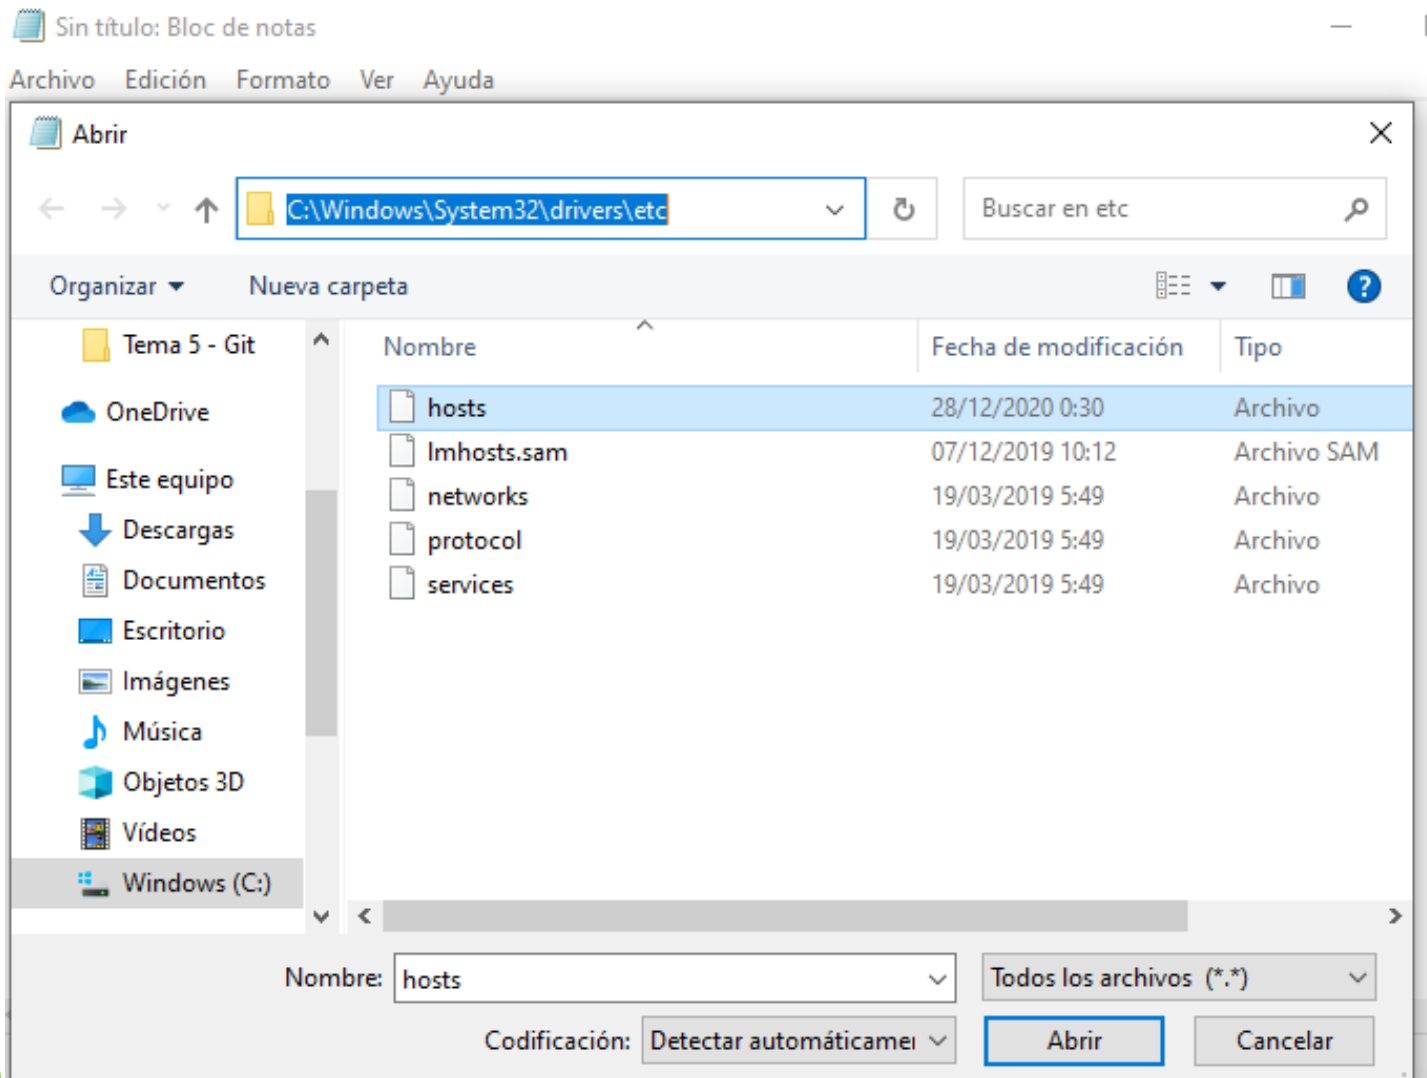 Sin título: Bloc de notas
Archivo Edición Formato Ver Ayuda
Abrir
C:\Windows\System32\drivers\etc
Buscar en etc
Organizar Nueva carpeta
Tema 5 - Git
OneDrive
Este equipo
Descargas
Documentos
Escritorio
Imágenes
Música
Objetos 3D
Vídeos
Windows (C:)
Nombre Fecha de modificación Tipo
hosts 28/12/2020 0:30 Archivo
lmhosts.sam 07/12/2019 10:12 Archivo SAM
networks 19/03/2019 5:49 Archivo
protocol 19/03/2019 5:49 Archivo
services 19/03/2019 5:49 Archivo
Nombre: hosts Todos los archivos (*.*)
Codificación: Detectar automáticamei Abrir Cancelar